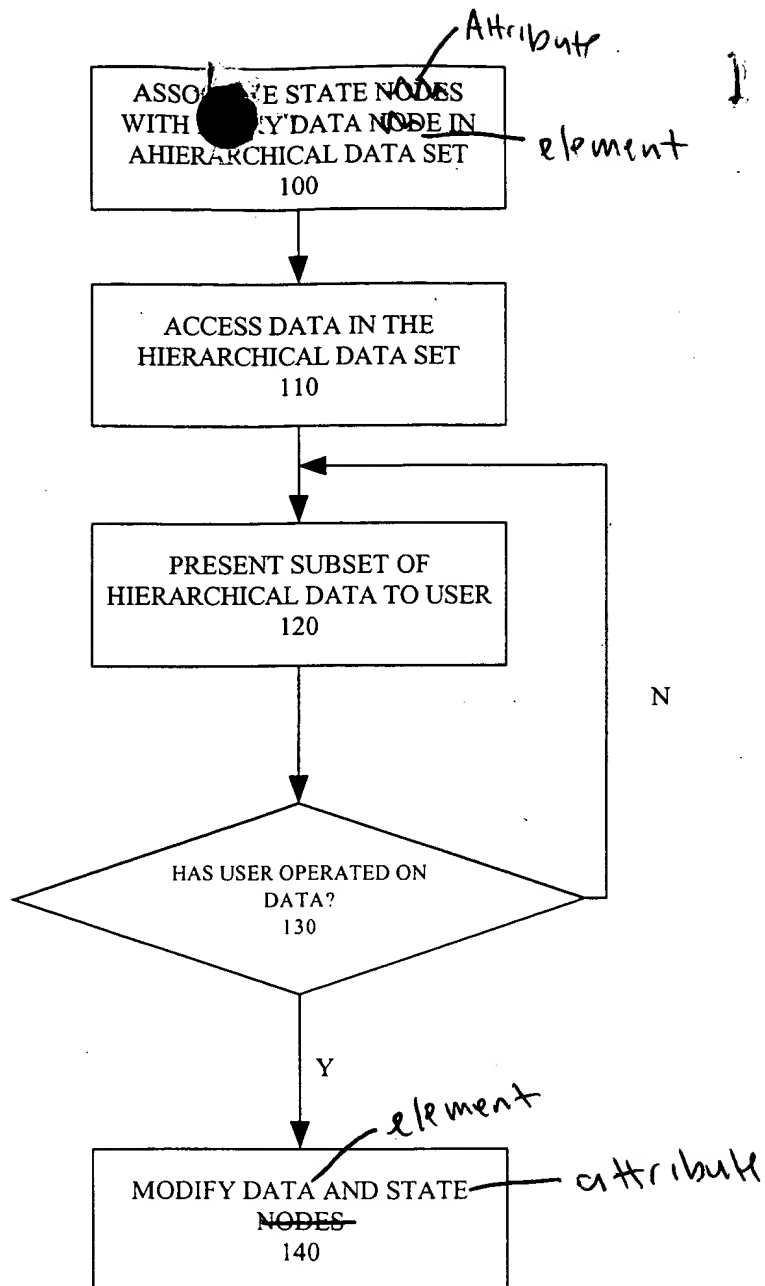 Attribute
STATE NODES
WITH DATA NODE IN
element
AHIERARCHICAL DATA SET
100
ACCESS DATA IN THE
HIERARCHICAL DATA SET
110
PRESENT SUBSET OF
HIERARCHICAL DATA TO USER
120
N
HAS USER OPERATED ON
DATA?
130
Y
element
MODIFY DATA AND STATE
attribute
NODES
140